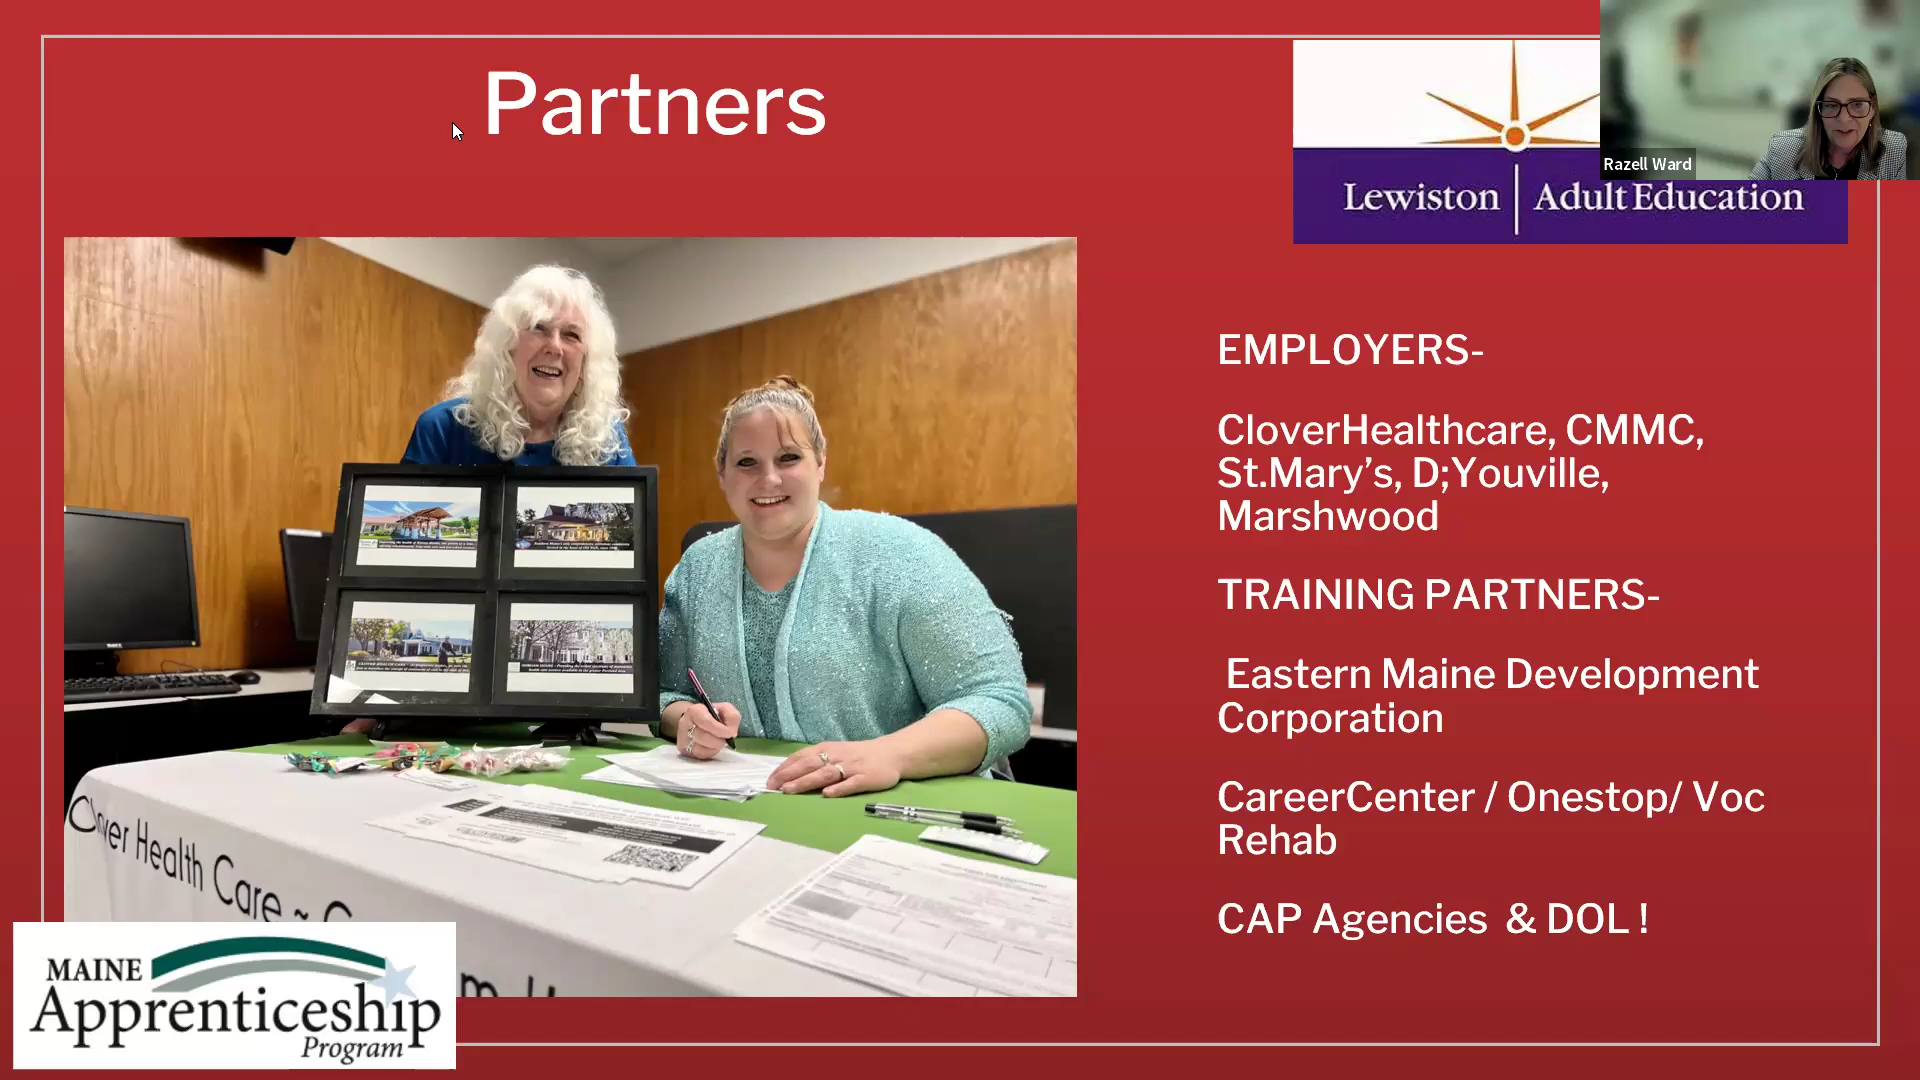 Partners
Lewiston | Adult Education
Razell Ward
EMPLOYERS-
CloverHealthcare, CMMC,
St.Mary’s, D;Youville,
Marshwood
TRAINING PARTNERS-
Eastern Maine Development
Corporation
CareerCenter / Onestop/ Voc
Rehab
CAP Agencies & DOL !
Clover Health Care ~
MAINE
Apprenticeship
Program